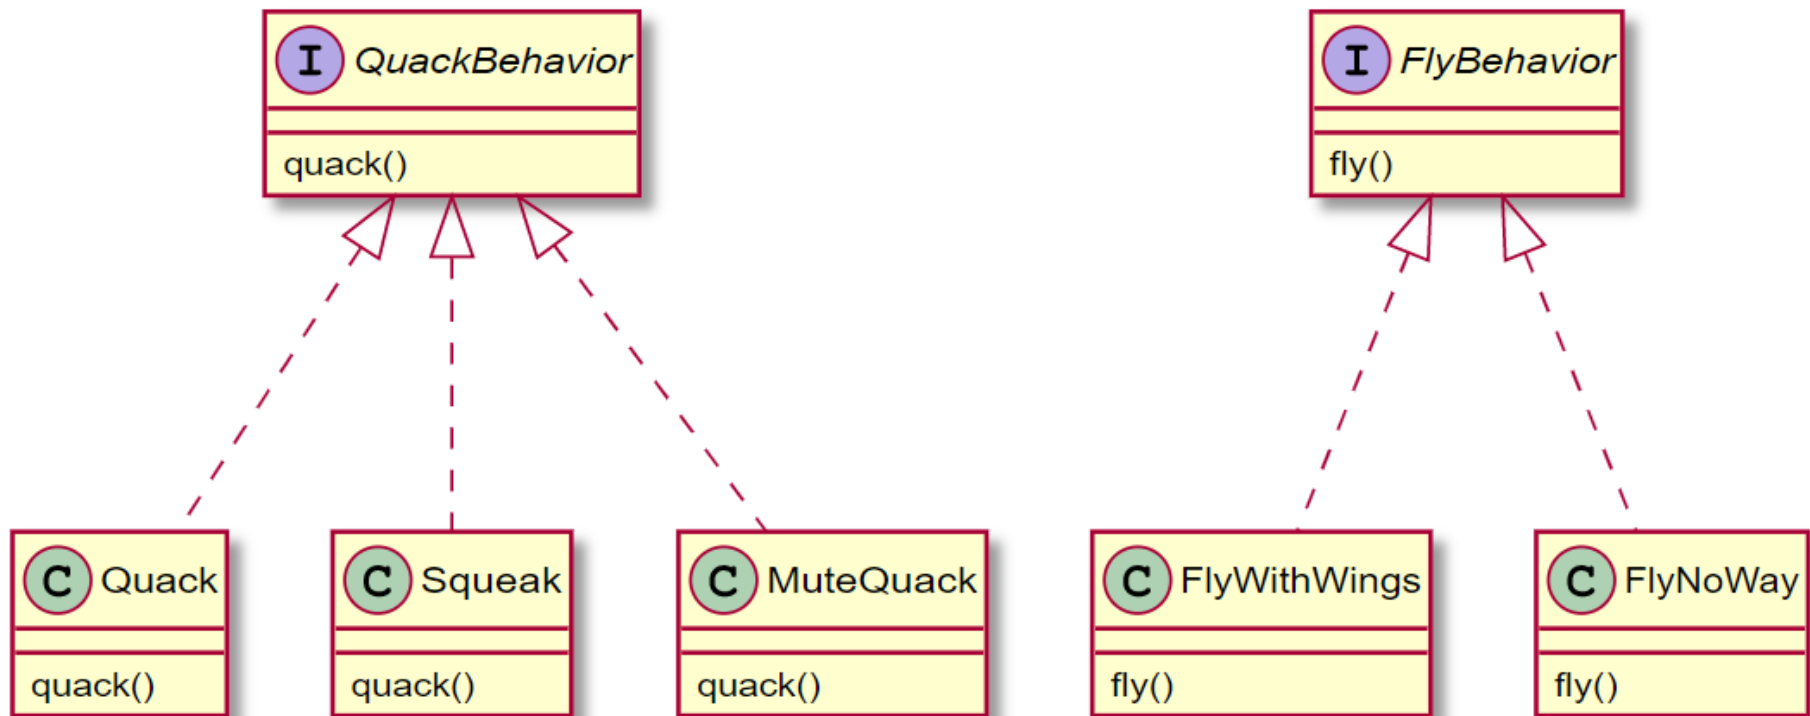 I QuackBehavior
quack()
I FlyBehavior
fly()
C Quack
quack()
C Squeak
quack()
C MuteQuack
quack()
C FlyWithWings
fly()
C FlyNoWay
fly()